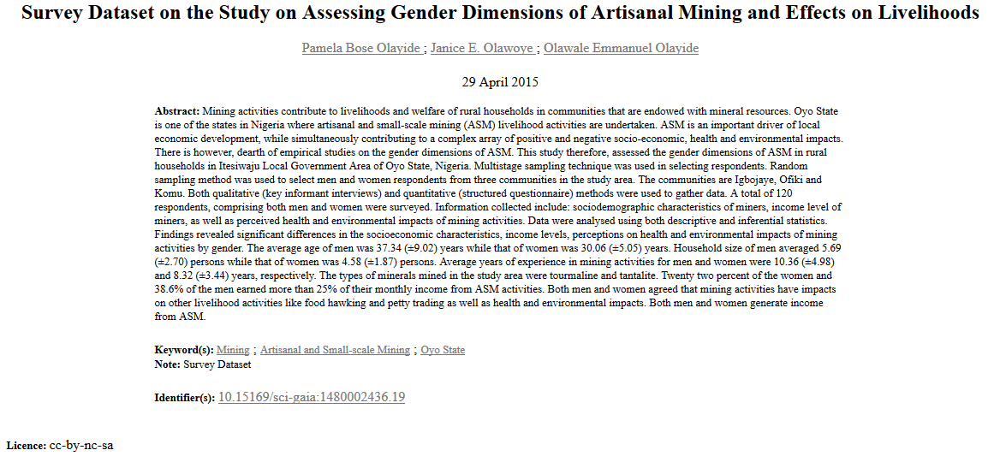 Survey Dataset on the Study on Assessing Gender Dimensions of Artisanal Mining and Effects on Livelihoods
Pamela Bose Olayide ; Janice E. Olawoye ; Olawale Emmanuel Olayide
29 April 2015
Abstract: Mining activities contribute to livelihoods and welfare of rural households in communities that are endowed with mineral resources. Oyo State
is one of the states in Nigeria where artisanal and small-scale mining (ASM) livelihood activities are undertaken. ASM is an important driver of local
economic development, while simultaneously contributing to a complex array of positive and negative socio-economic, health and environmental impacts.
There is however, dearth of empirical studies on the gender dimensions of ASM. This study therefore, assessed the gender dimensions of ASM in rural
households in Itesiwaju Local Government Area of Oyo State, Nigeria. Multistage sampling technique was used in selecting respondents. Random
sampling method was used to select men and women respondents from three communities in the study area. The communities are Igbojaye, Ofiki and
Komu. Both qualitative (key informant interviews) and quantitative (structured questionnaire) methods were used to gather data. A total of 120
respondents, comprising both men and women were surveyed. Information collected include: sociodemographic characteristics of miners, income level of
miners, as well as perceived health and environmental impacts of mining activities. Data were analysed using both descriptive and inferential statistics.
Findings revealed significant differences in the socioeconomic characteristics, income levels, perceptions on health and environmental impacts of mining
activities by gender. The average age of men was 37.34 (±9.02) years while that of women was 30.06 (±5.05) years. Household size of men averaged 5.69
(±2.70) persons while that of women was 4.58 (±1.87) persons. Average years of experience in mining activities for men and women were 10.36 (±4.98)
and 8.32 (±3.44) years, respectively. The types of minerals mined in the study area were tourmaline and tantalite. Twenty two percent of the women and
38.6% of the men earned more than 25% of their monthly income from ASM activities. Both men and women agreed that mining activities have impacts
on other livelihood activities like food hawking and petty trading as well as health and environmental impacts. Both men and women generate income
from ASM.
Keyword(s): Mining ; Artisanal and Small-scale Mining ; Oyo State
Note: Survey Dataset
Identifier(s): 10.15169/sci-gaia:1480002436.19
Licence: cc-by-nc-sa